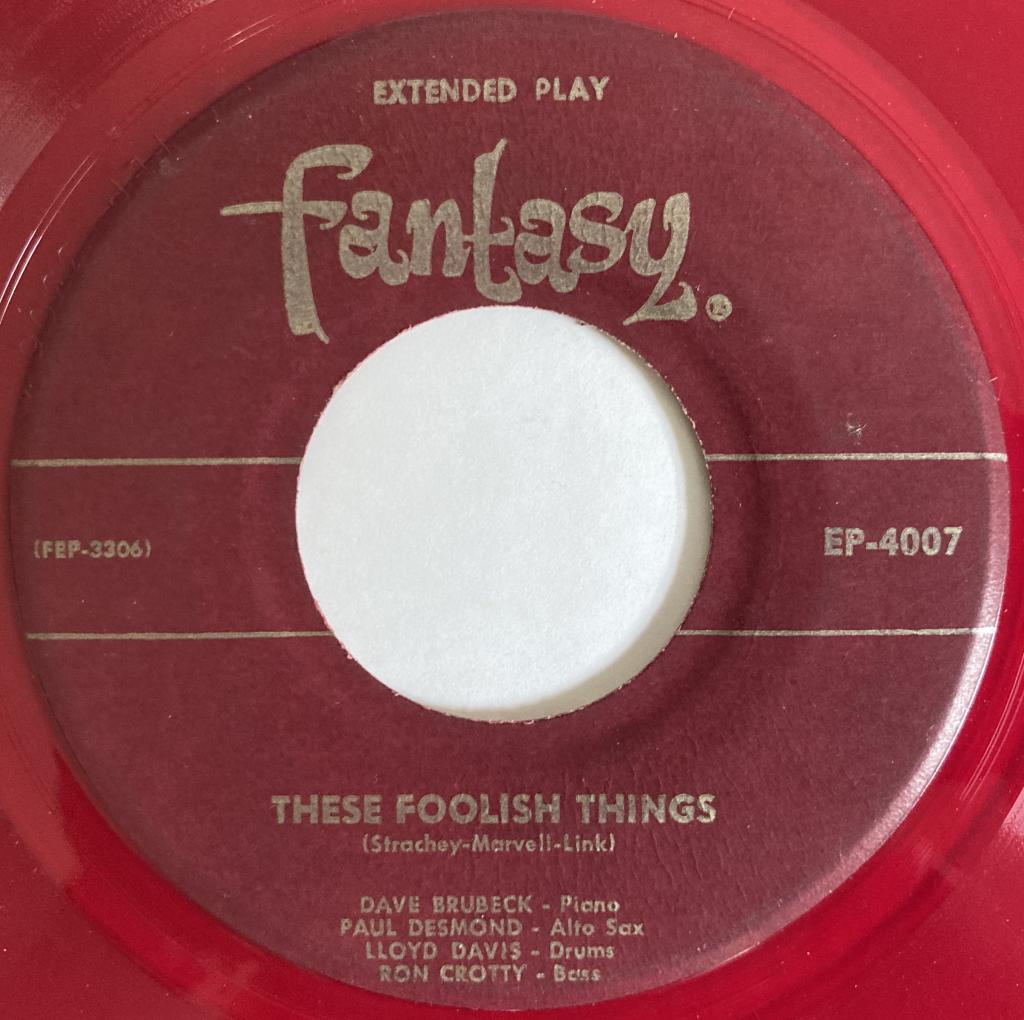 EXTENDED PLAY
fantasy.
(FEP-3306)
EP-4007
THESE FOOLISH THINGS
(Strachey-Marvell-Link)
DAVE BRUBECK - Piano
PAUL DESMOND - Alto Sax
LLOYD DAVIS - Drums
RON CROTTY - Bass